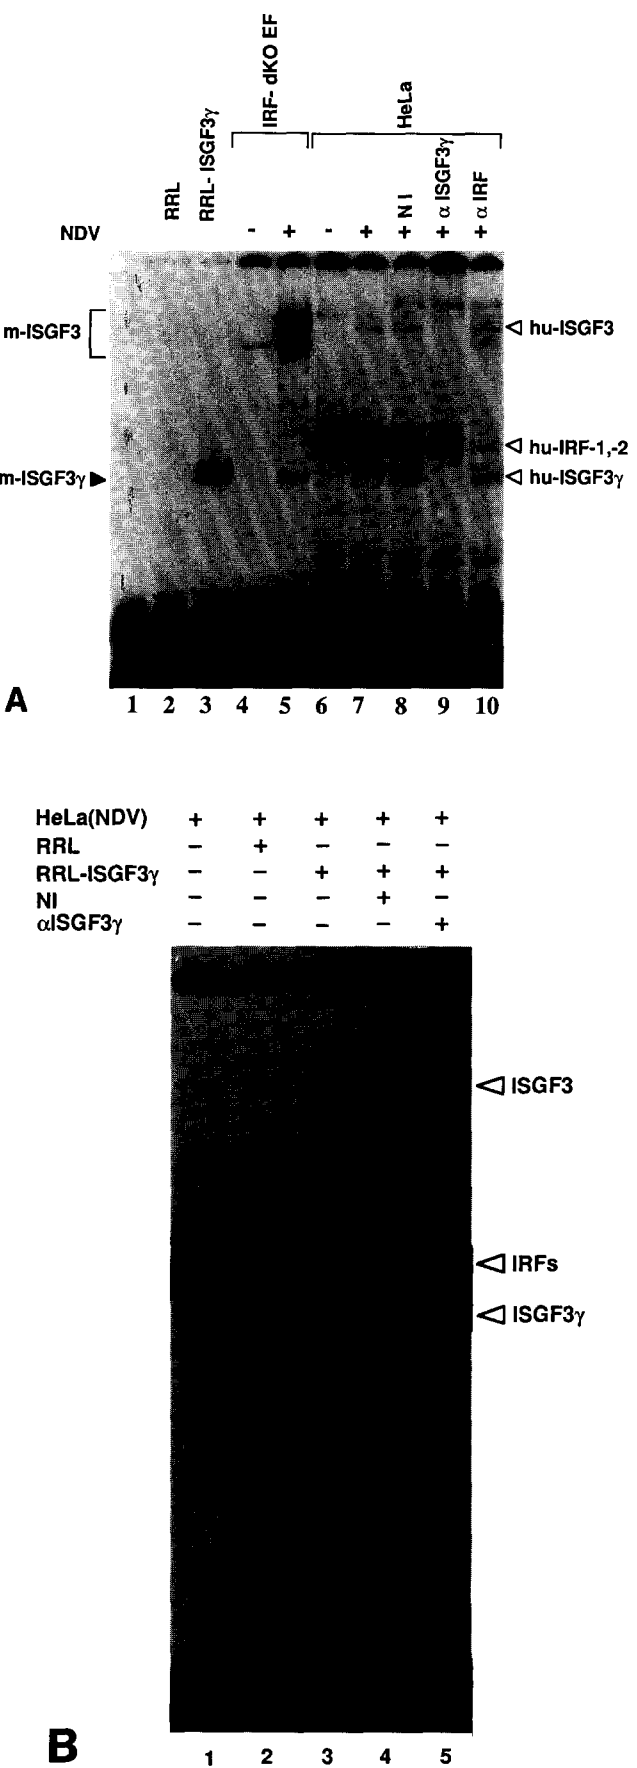 IRF- dKO EF
HeLa
RRL
RRL- ISGF3γ
NI
α ISGF3γ
α IRF
NDV - + - + + + +
m-ISGF3
hu-ISGF3
hu-IRF-1,-2
m-ISGF3γ
hu-ISGF3γ
A
1 2 3 4 5 6 7 8 9 10
HeLa(NDV) + + + + +
RRL – + – – –
RRL-ISGF3γ – – + + +
NI – – – + –
αISGF3γ – – – – +
ISGF3
IRFs
ISGF3γ
B
1 2 3 4 5